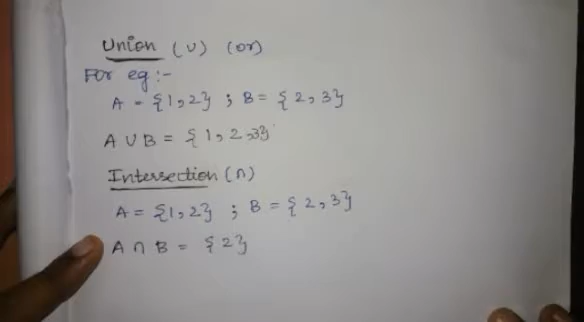 Union (∪) (or)
For eg :-
A = {1, 2} ; B = {2, 3}
A ∪ B = {1, 2, 3}
Intersection (∩)
A = {1, 2} ; B = {2, 3}
A ∩ B = {2}